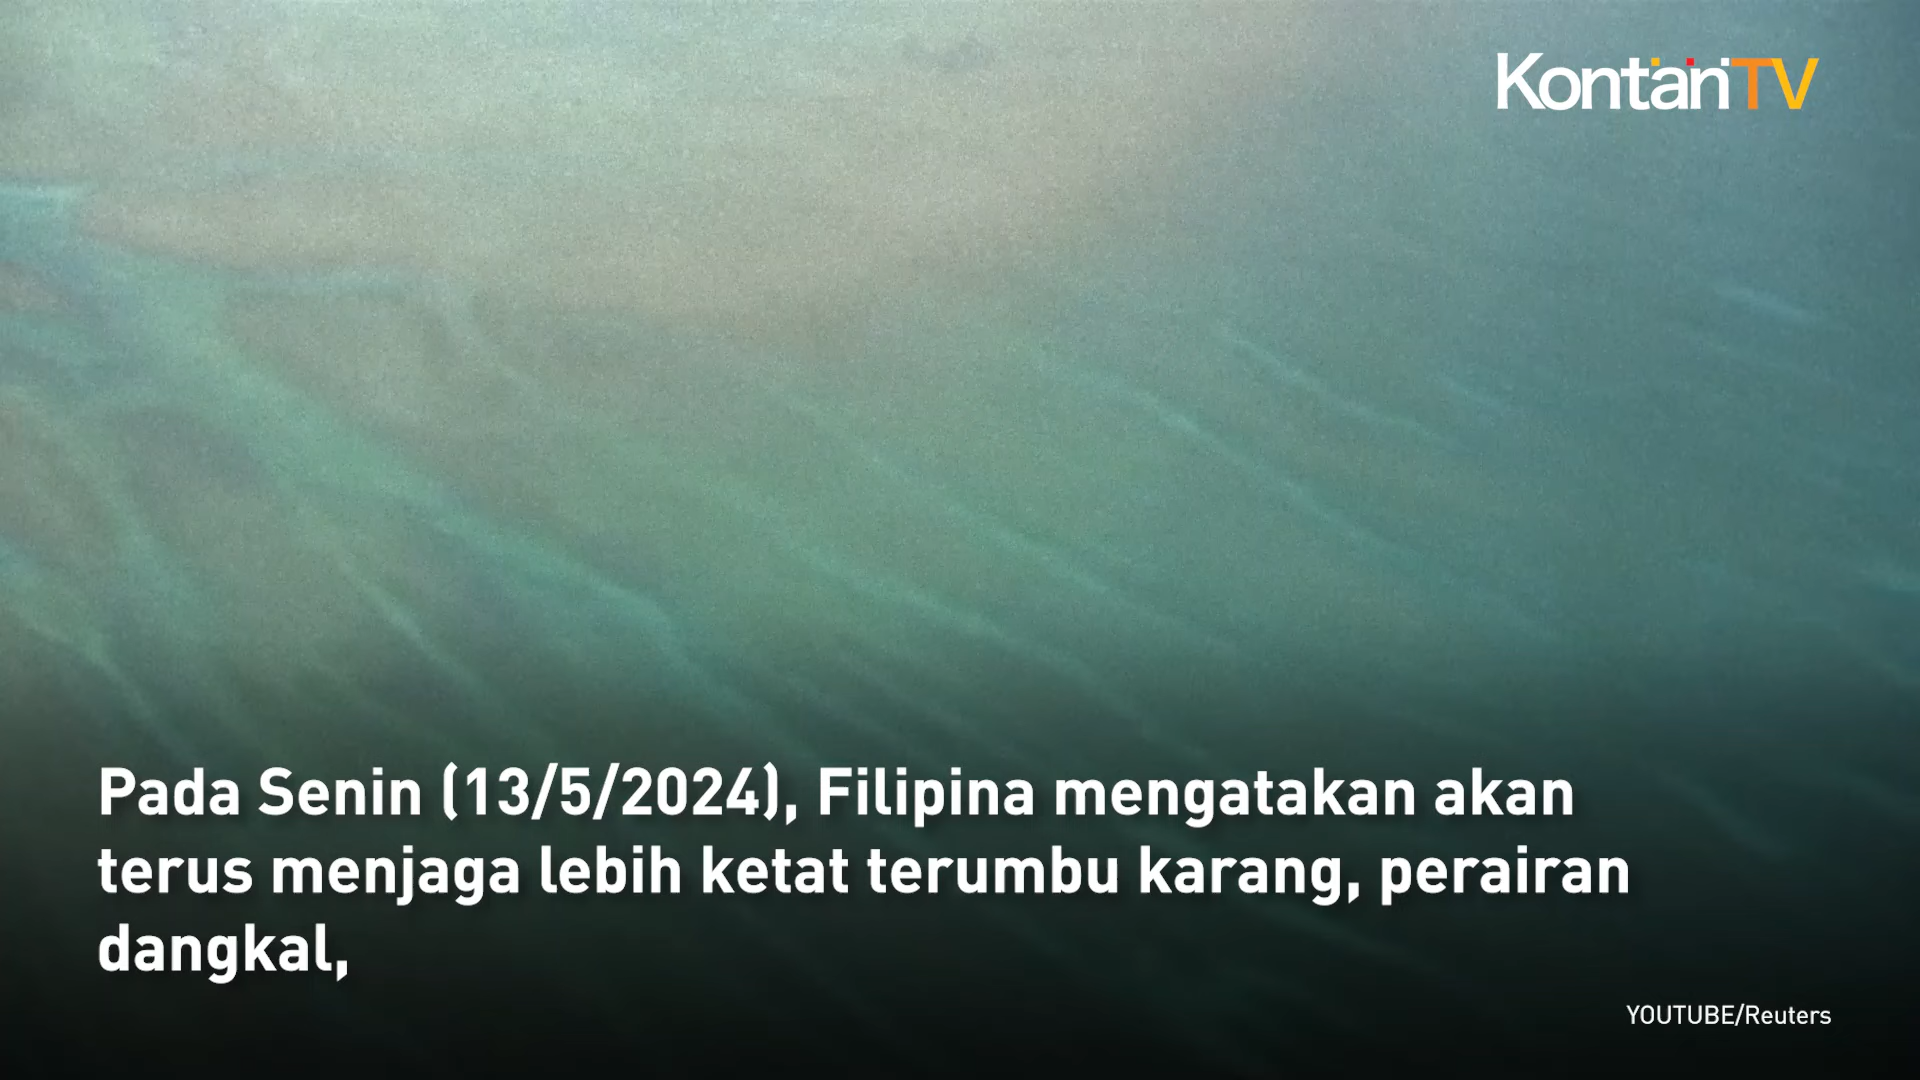 KontanTV
Pada Senin (13/5/2024), Filipina mengatakan akan
terus menjaga lebih ketat terumbu karang, perairan
dangkal,
YOUTUBE/Reuters